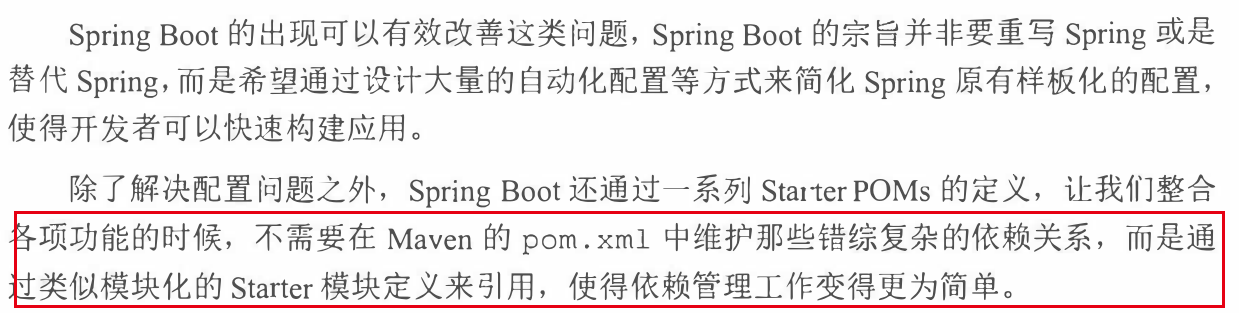 Spring Boot 的出现可以有效改善这类问题，Spring Boot 的宗旨并非要重写 Spring 或是
替代 Spring，而是希望通过设计大量的自动化配置等方式来简化 Spring 原有样板化的配置，
使得开发者可以快速构建应用。
除了解决配置问题之外，Spring Boot 还通过一系列 Starter POMs 的定义，让我们整合
各项功能的时候，不需要在 Maven 的 pom.xml 中维护那些错综复杂的依赖关系，而是通
过类似模块化的 Starter 模块定义来引用，使得依赖管理工作变得更为简单。